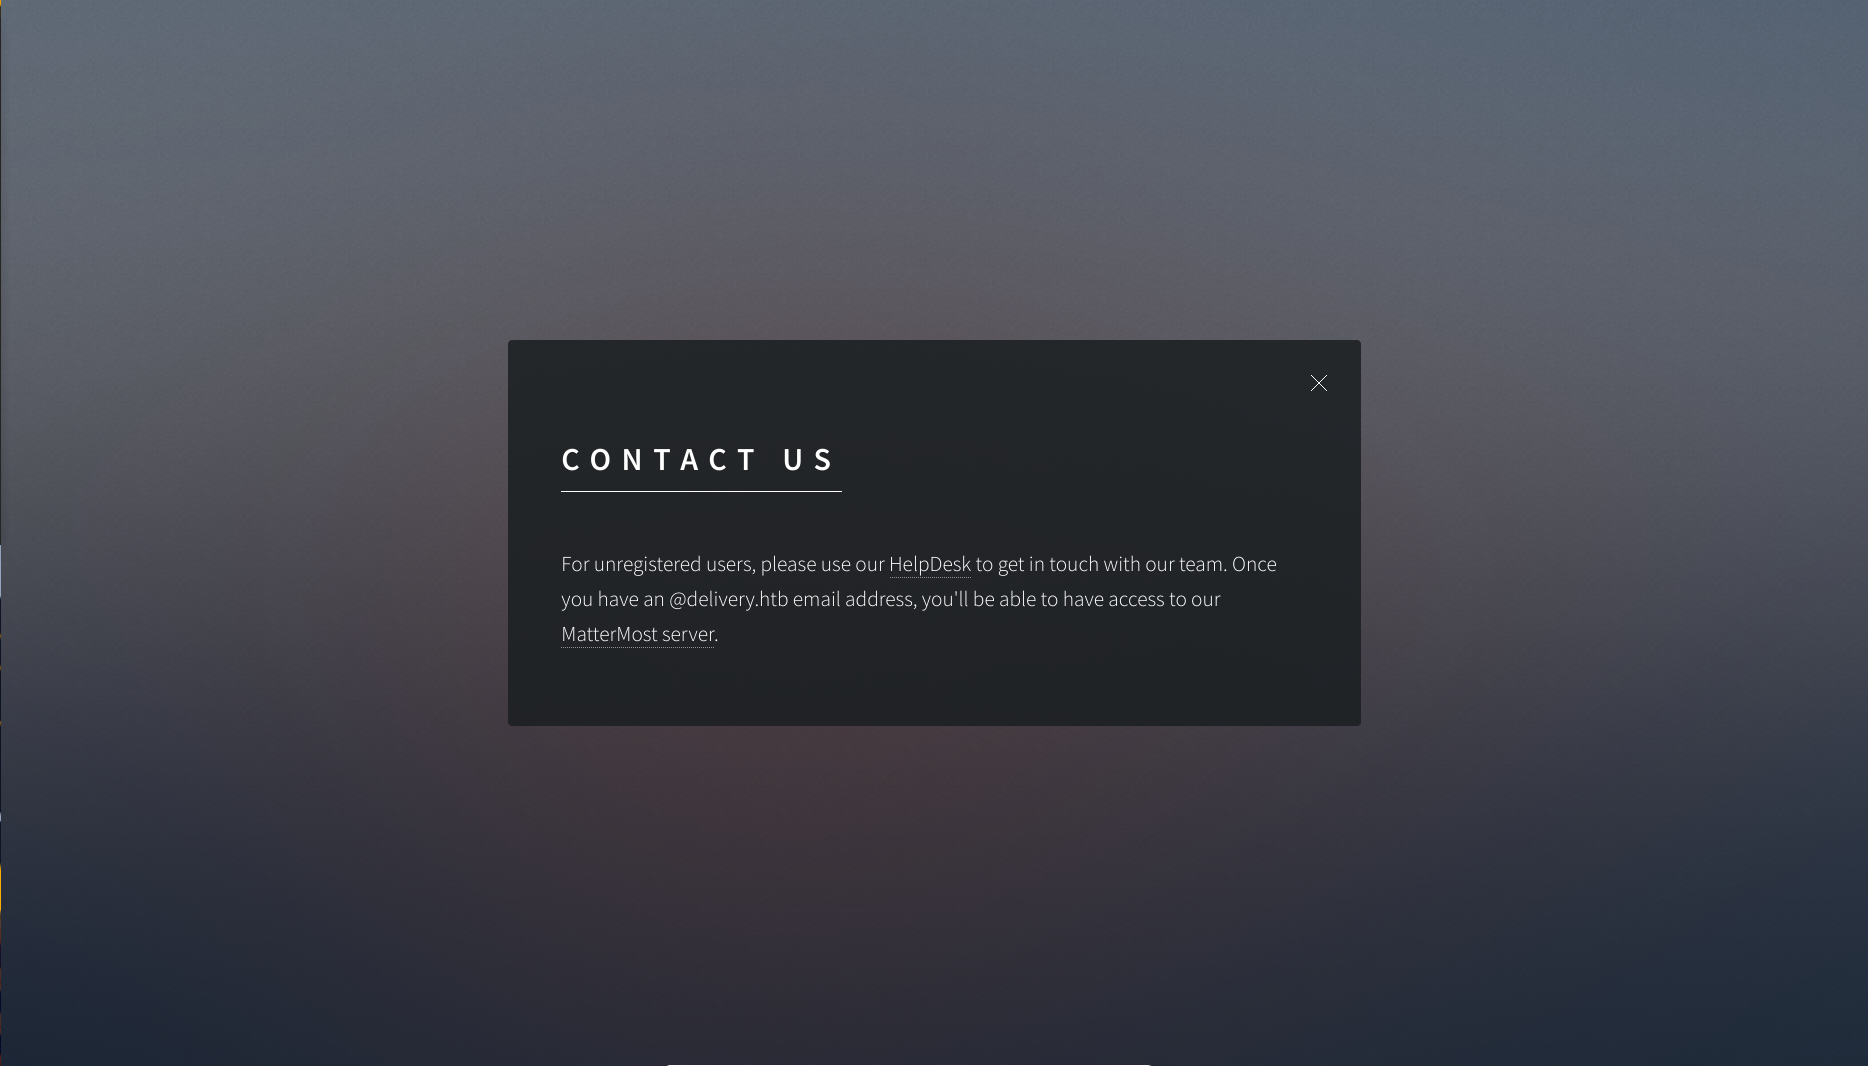 CONTACT US
For unregistered users, please use our HelpDesk to get in touch with our team. Once
you have an @delivery.htb email address, you'll be able to have access to our
MatterMost server.